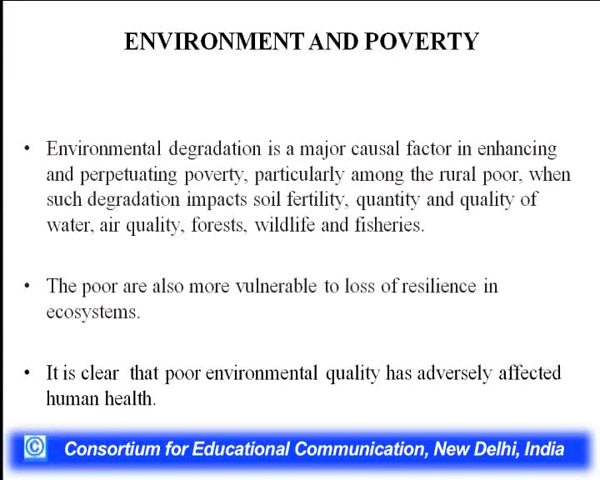 ENVIRONMENT AND POVERTY
• Environmental degradation is a major causal factor in enhancing
and perpetuating poverty, particularly among the rural poor, when
such degradation impacts soil fertility, quantity and quality of
water, air quality, forests, wildlife and fisheries.
• The poor are also more vulnerable to loss of resilience in
ecosystems.
• It is clear that poor environmental quality has adversely affected
human health.
© Consortium for Educational Communication, New Delhi, India